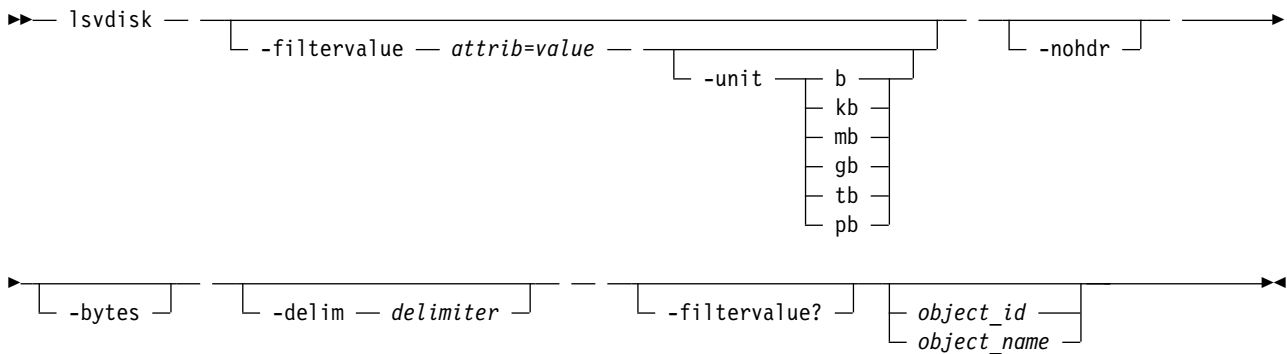 lsvdisk
-filtervalue attrib=value
-unit b
kb
mb
gb
tb
pb
-nohdr
-bytes
-delim delimiter
-filtervalue?
object_id
object_name